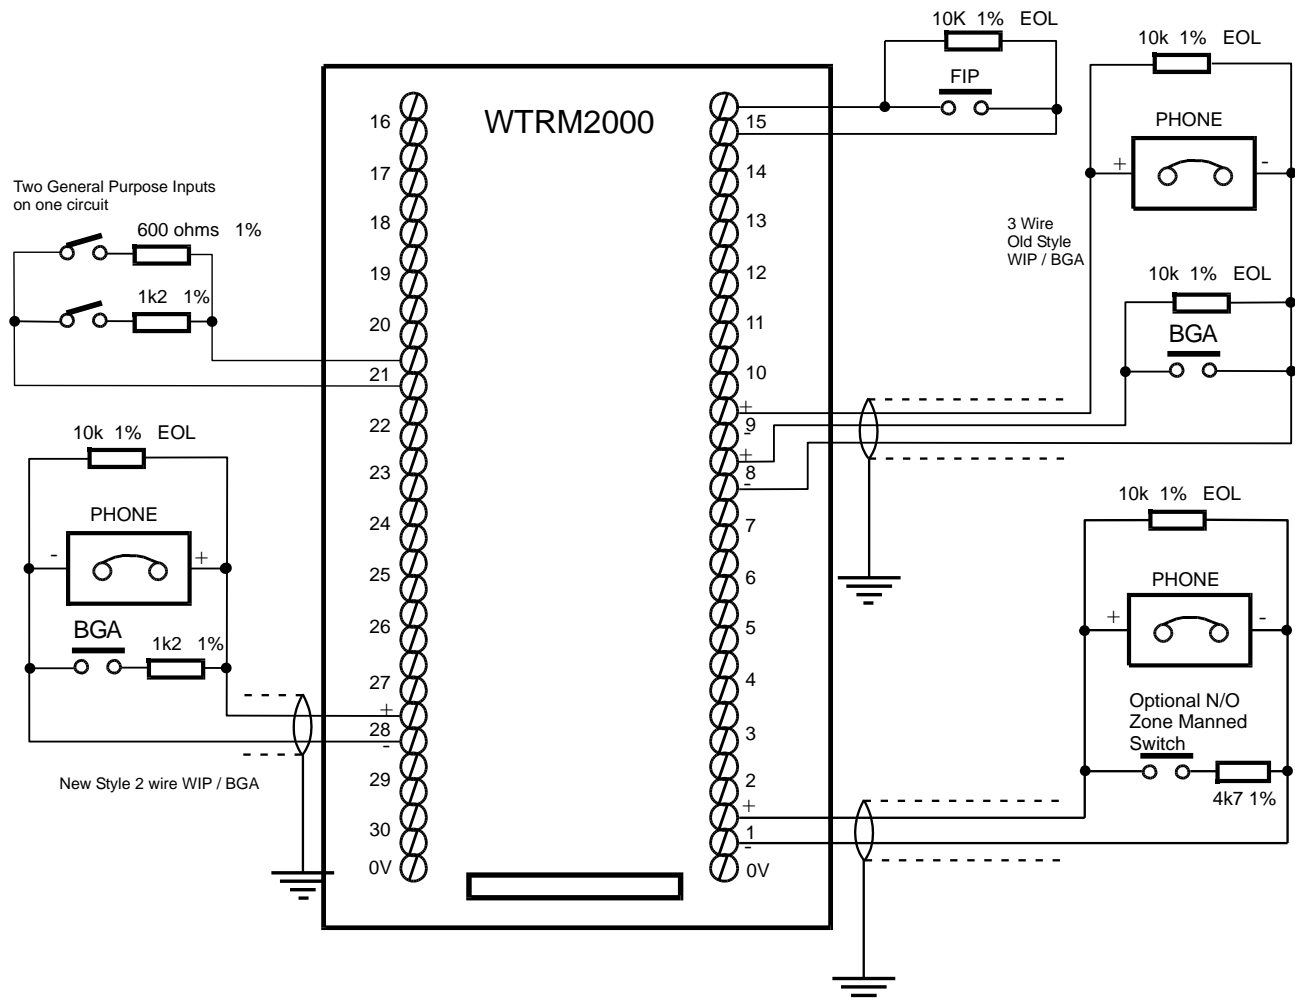 10K 1% EOL
FIP
10k 1% EOL
PHONE
+ -
WTRM2000
16
17
18
19
20
21
22
23
24
25
26
27
+
28
-
29
30
0V
15
14
13
12
11
10
+
9
-
+
8
-
7
6
5
4
3
2
+
1
-
0V
Two General Purpose Inputs
on one circuit
600 ohms 1%
1k2 1%
3 Wire
Old Style
WIP / BGA
10k 1% EOL
BGA
10k 1% EOL
PHONE
- +
BGA
1k2 1%
New Style 2 wire WIP / BGA
10k 1% EOL
PHONE
+ -
Optional N/O
Zone Manned
Switch
4k7 1%